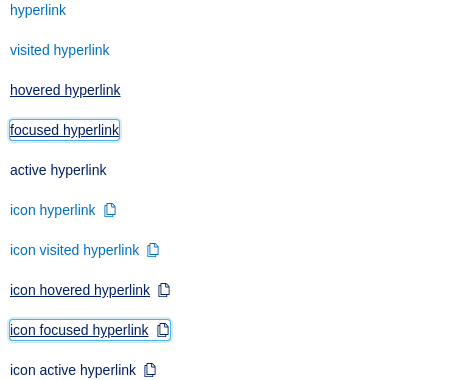 hyperlink
visited hyperlink
hovered hyperlink
focused hyperlink
active hyperlink
icon hyperlink
icon visited hyperlink
icon hovered hyperlink
icon focused hyperlink
icon active hyperlink